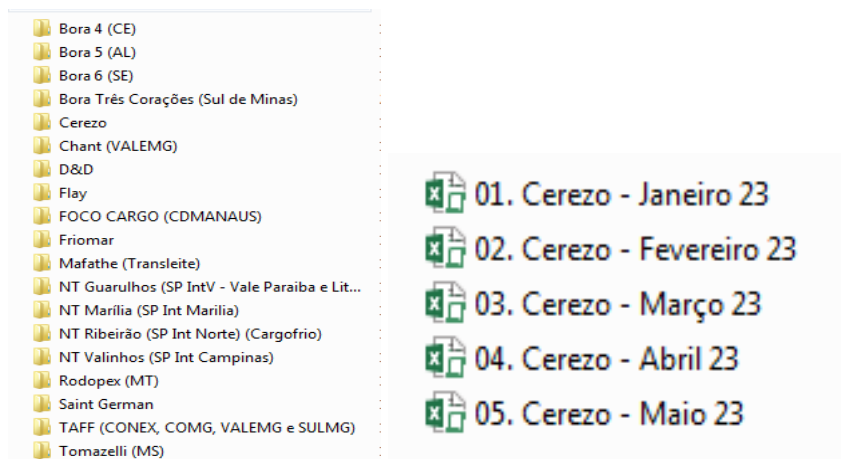 Bora 4 (CE)
Bora 5 (AL)
Bora 6 (SE)
Bora Três Corações (Sul de Minas)
Cerezo
Chant (VALEMG)
D&D
Flay
FOCO CARGO (CDMANAUS)
Friomar
Mafathe (Transleite)
NT Guarulhos (SP IntV - Vale Paraiba e Lit...
NT Marília (SP Int Marilia)
NT Ribeirão (SP Int Norte) (Cargofrio)
NT Valinhos (SP Int Campinas)
Rodopex (MT)
Saint German
TAFF (CONEX, COMG, VALEMG e SULMG)
Tomazelli (MS)
01. Cerezo - Janeiro 23
02. Cerezo - Fevereiro 23
03. Cerezo - Março 23
04. Cerezo - Abril 23
05. Cerezo - Maio 23